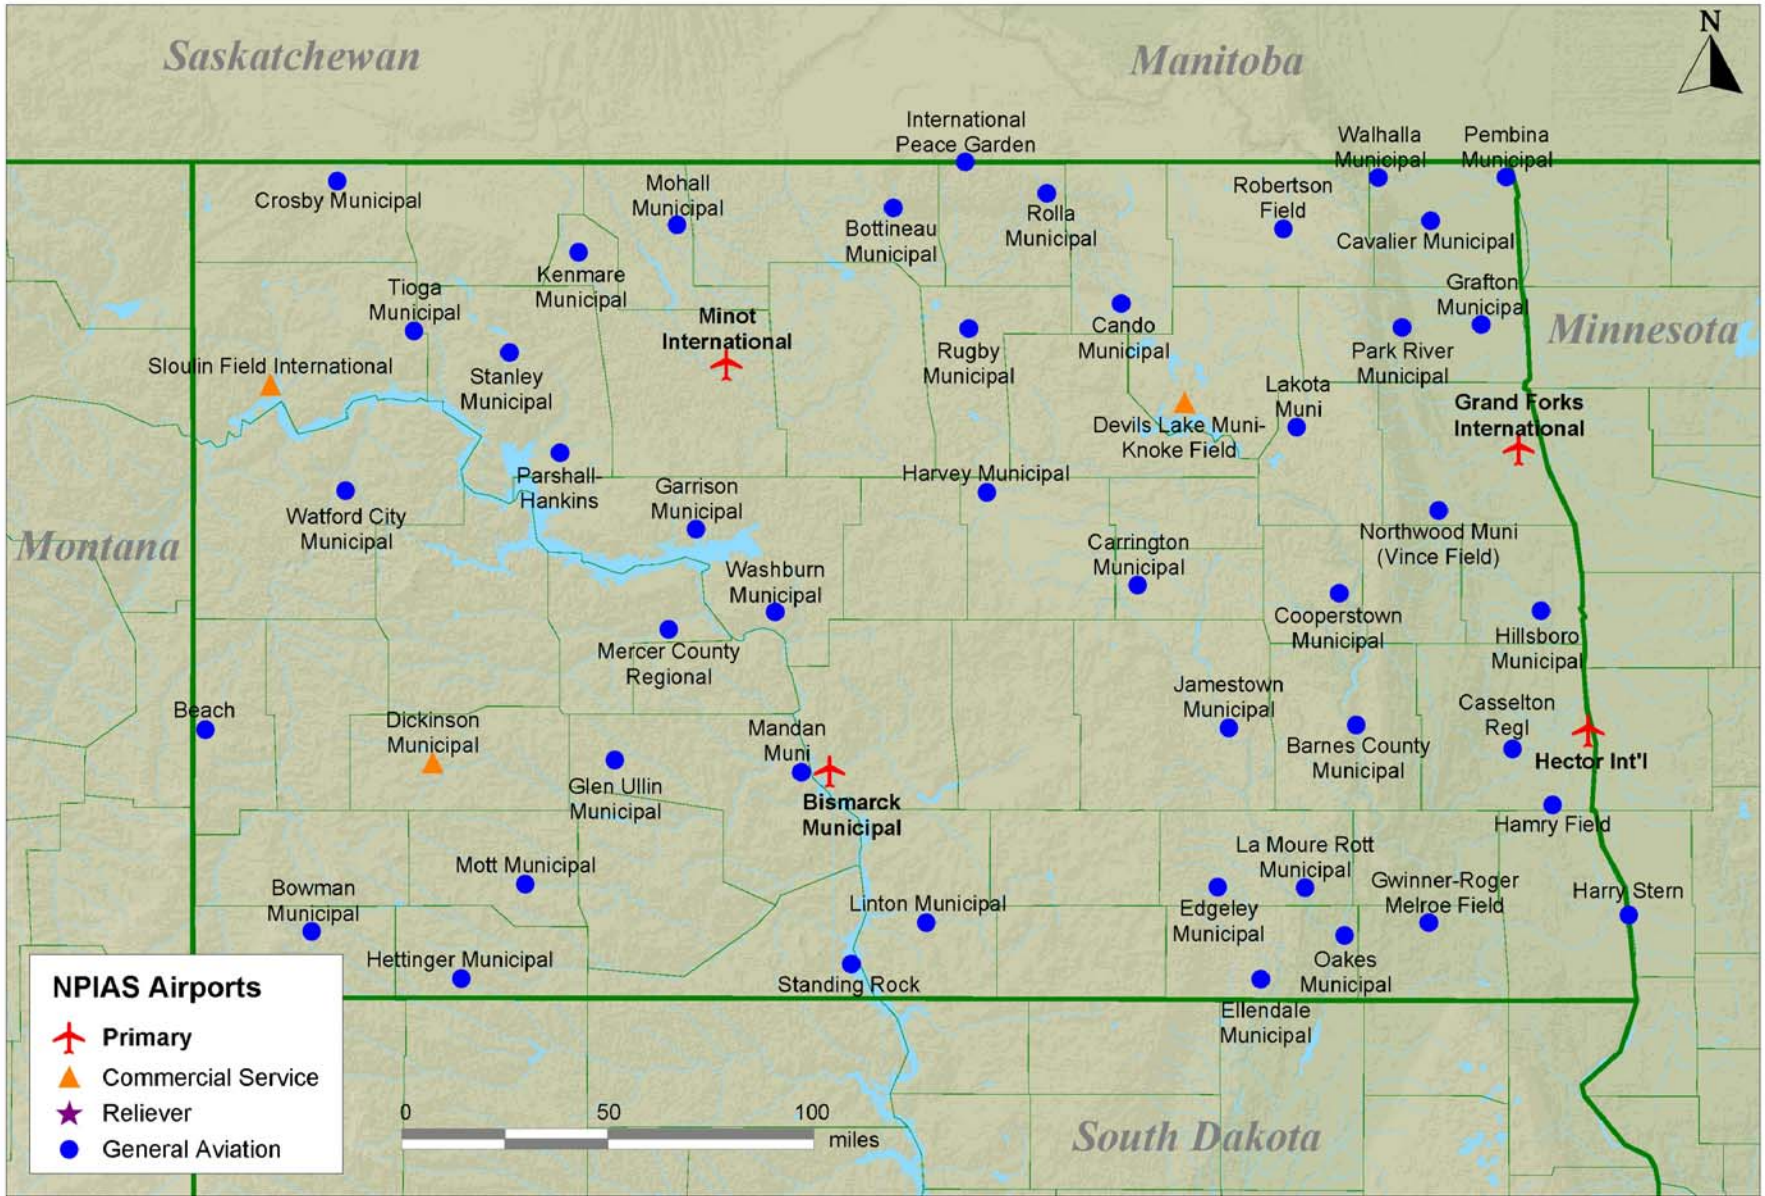 Saskatchewan
Manitoba
N
International
Peace Garden
Walhalla
Municipal
Pembina
Municipal
Crosby Municipal
Mohall
Municipal
Bottineau
Municipal
Rolla
Municipal
Robertson
Field
Cavalier Municipal
Kenmare
Municipal
Tioga
Municipal
Grafton
Municipal
Minot
International
Rugby
Municipal
Cando
Municipal
Park River
Municipal
Minnesota
Sloulin Field International
Stanley
Municipal
Lakota
Muni
Devils Lake Muni-
Knoke Field
Grand Forks
International
Parshall-
Hankins
Garrison
Municipal
Harvey Municipal
Watford City
Municipal
Montana
Northwood Muni
(Vince Field)
Carrington
Municipal
Washburn
Municipal
Cooperstown
Municipal
Hillsboro
Municipal
Mercer County
Regional
Beach
Dickinson
Municipal
Mandan
Muni
Jamestown
Municipal
Barnes County
Municipal
Casselton
Regl
Hector Int'l
Glen Ullin
Municipal
Bismarck
Municipal
Hamry Field
Mott Municipal
La Moure Rott
Municipal
Gwinner-Roger
Melroe Field
Harry Stern
Bowman
Municipal
Linton Municipal
Edgeley
Municipal
Oakes
Municipal
Hettinger Municipal
Standing Rock
Ellendale
Municipal
NPIAS Airports
Primary
Commercial Service
Reliever
General Aviation
0 50 100
miles
South Dakota